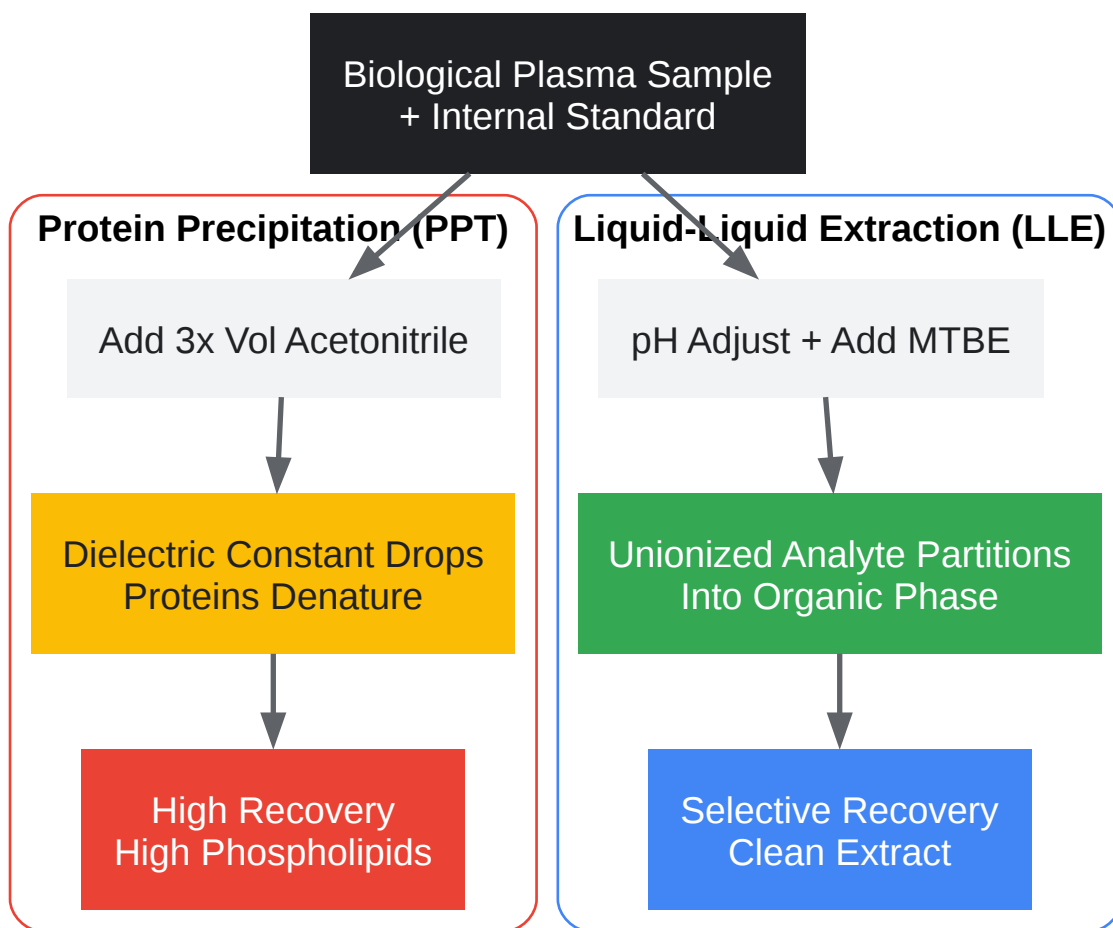 Biological Plasma Sample
+ Internal Standard
Protein Precipitation (PPT)
Add 3x Vol Acetonitrile
Dielectric Constant Drops
Proteins Denature
High Recovery
High Phospholipids
Liquid-Liquid Extraction (LLE)
pH Adjust + Add MTBE
Unionized Analyte Partitions
Into Organic Phase
Selective Recovery
Clean Extract